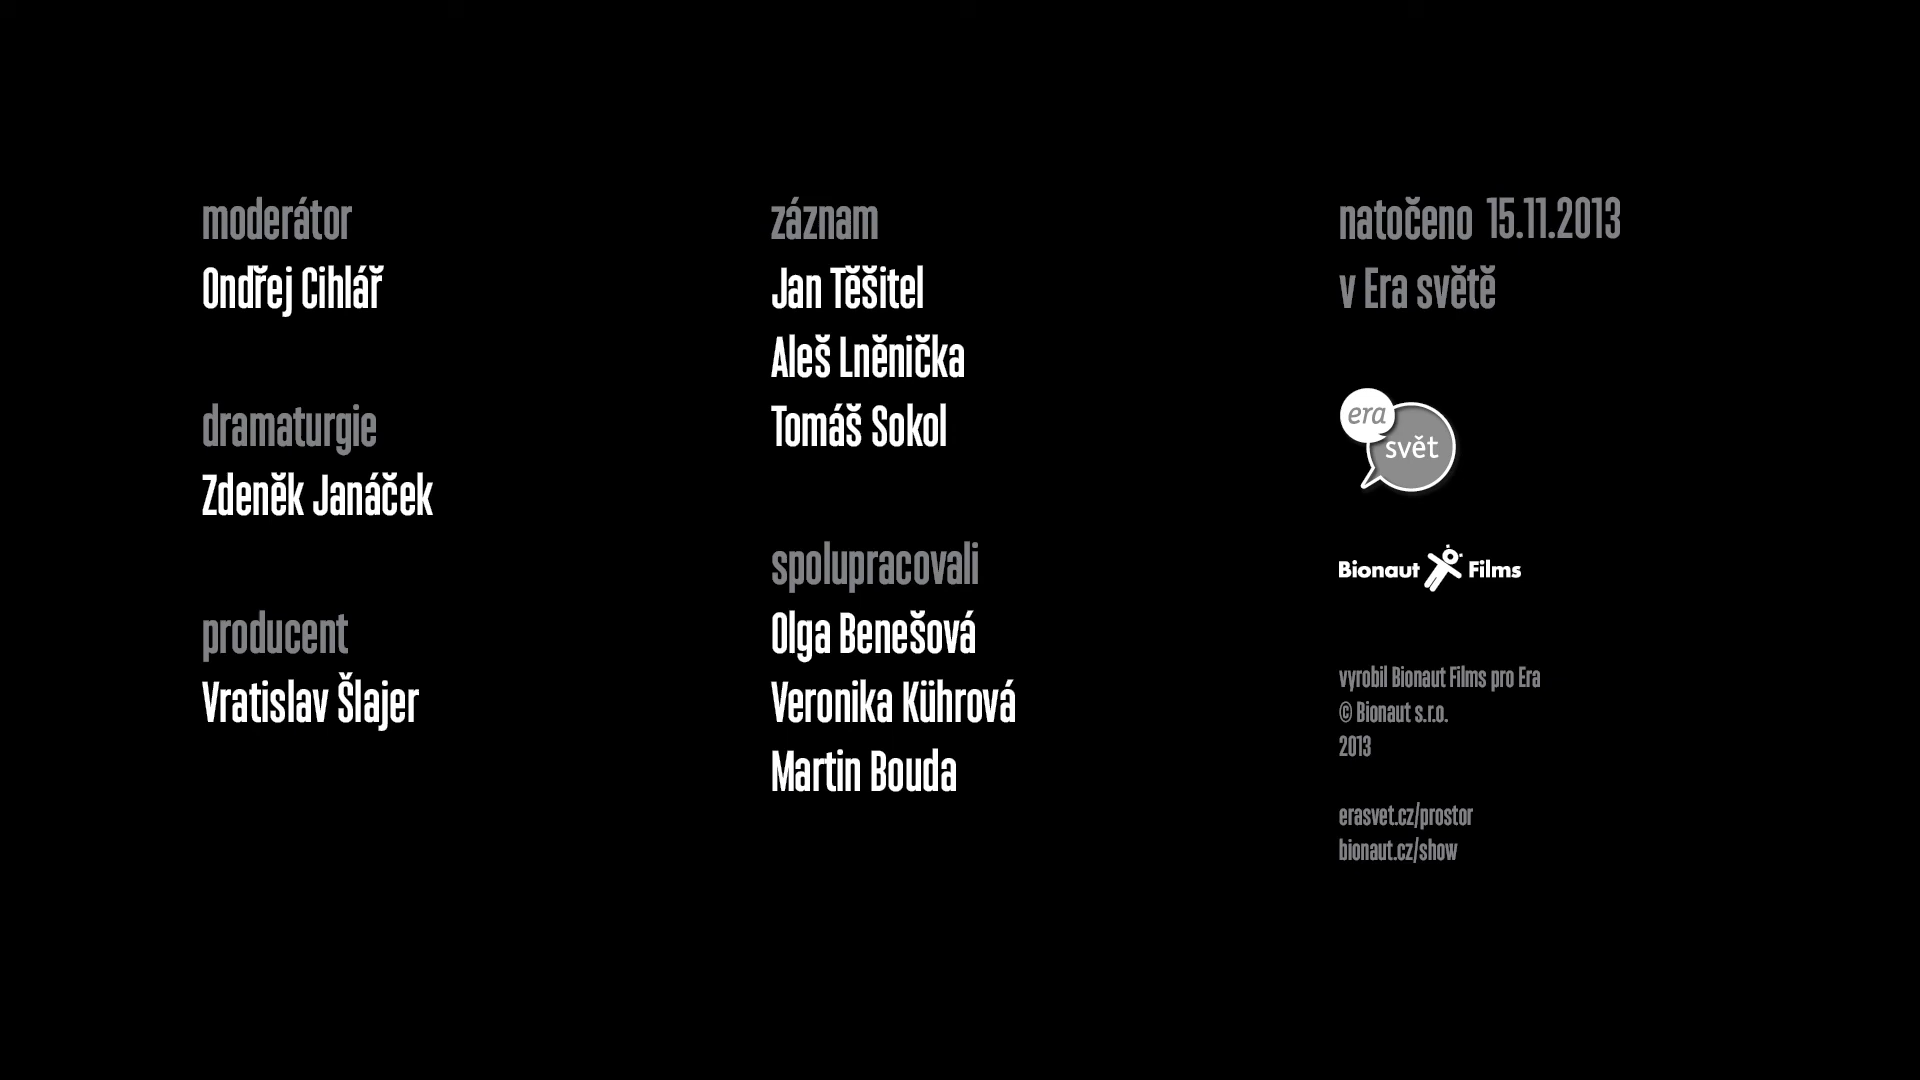 moderátor
Ondřej Cihlář
dramaturgie
Zdeněk Janáček
producent
Vratislav Šlajer
záznam
Jan Těšitel
Aleš Lněnička
Tomáš Sokol
spolupracovali
Olga Benešová
Veronika Kührová
Martin Bouda
natočeno 15.11.2013
v Era světě
era
svět
Bionaut Films
vyrobil Bionaut Films pro Era
© Bionaut s.r.o.
2013
erasvet.cz/prostor
bionaut.cz/show